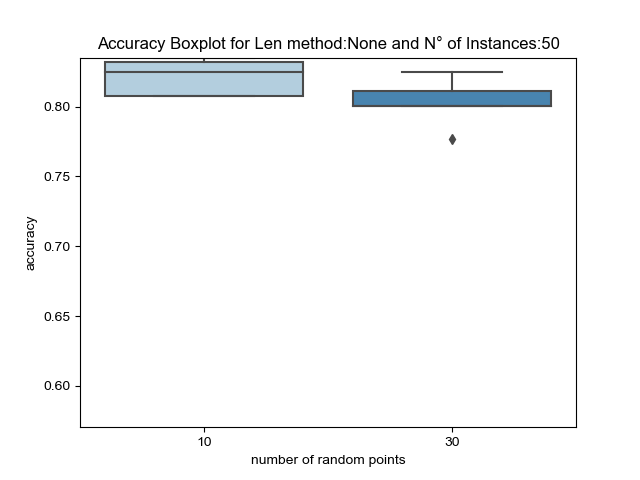 Accuracy Boxplot for Len method:None and N° of Instances:50
accuracy
0.80
0.75
0.70
0.65
0.60
10
30
number of random points